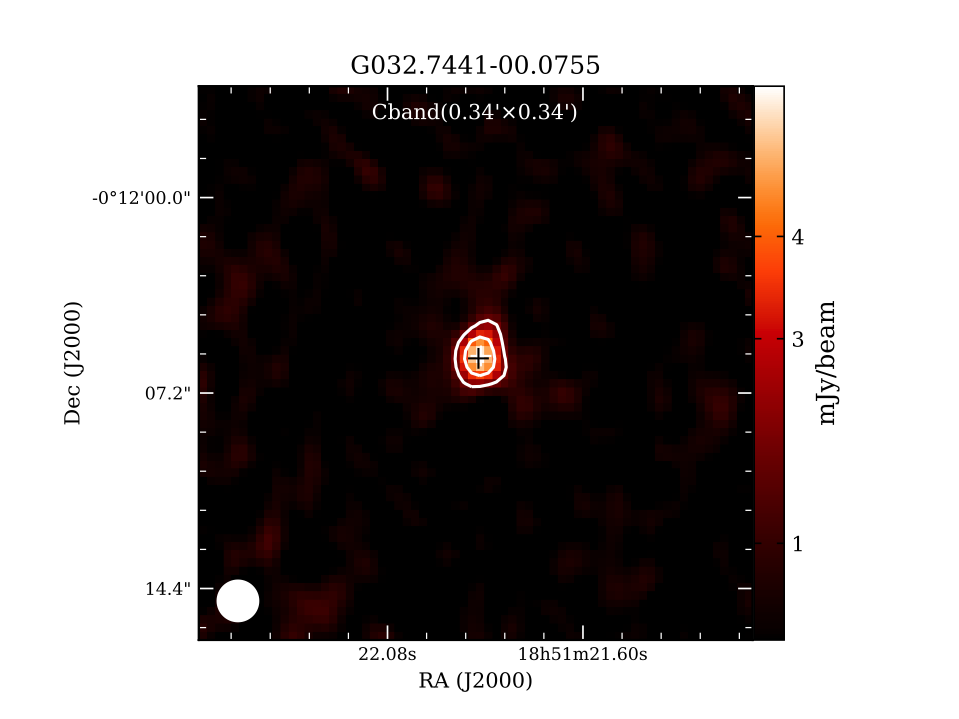 G032.7441-00.0755
Cband(0.34'×0.34')
-0°12'00.0"
07.2"
14.4"
Dec (J2000)
22.08s
18h51m21.60s
RA (J2000)
4
3
1
mJy/beam